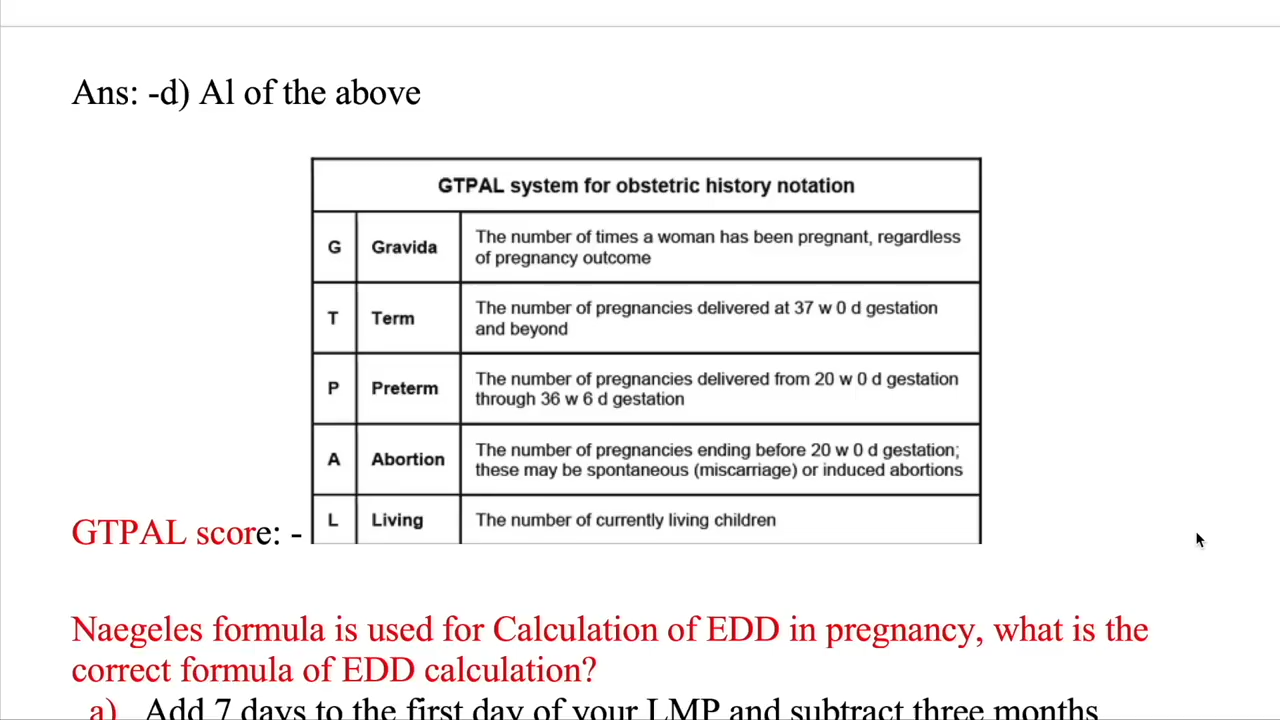 Ans: -d) Al of the above
GTPAL system for obstetric history notation
G Gravida The number of times a woman has been pregnant, regardless
of pregnancy outcome
T Term The number of pregnancies delivered at 37 w 0 d gestation
and beyond
P Preterm The number of pregnancies delivered from 20 w 0 d gestation
through 36 w 6 d gestation
A Abortion The number of pregnancies ending before 20 w 0 d gestation;
these may be spontaneous (miscarriage) or induced abortions
L Living The number of currently living children
GTPAL score: -
Naegeles formula is used for Calculation of EDD in pregnancy, what is the
correct formula of EDD calculation?
a) Add 7 days to the first day of your LMP and subtract three months